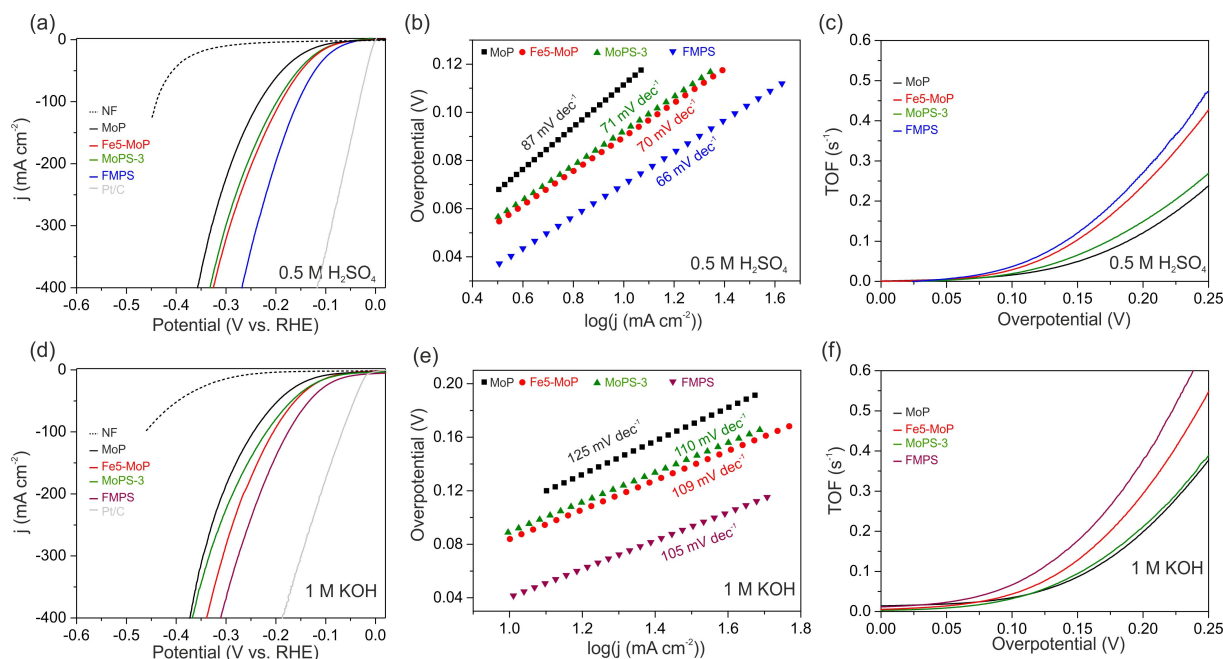 (a)
0
-100
-200
-300
-400
j (mA cm⁻²)
NF
MoP
Fe5-MoP
MoPS-3
FMPS
Pt/C
0.5 M H₂SO₄
-0.6 -0.5 -0.4 -0.3 -0.2 -0.1 0.0
Potential (V vs. RHE)
(b)
MoP Fe5-MoP MoPS-3 FMPS
0.12
0.10
0.08
0.06
0.04
Overpotential (V)
87 mV dec⁻¹
71 mV dec⁻¹
70 mV dec⁻¹
66 mV dec⁻¹
0.5 M H₂SO₄
0.4 0.6 0.8 1.0 1.2 1.4 1.6
log(j (mA cm⁻²))
(c)
0.6
0.5
0.4
0.3
0.2
0.1
0.0
TOF (s⁻¹)
MoP
Fe5-MoP
MoPS-3
FMPS
0.5 M H₂SO₄
0.00 0.05 0.10 0.15 0.20 0.25
Overpotential (V)
(d)
0
-100
-200
-300
-400
j (mA cm⁻²)
NF
MoP
Fe5-MoP
MoPS-3
FMPS
Pt/C
1 M KOH
-0.6 -0.5 -0.4 -0.3 -0.2 -0.1 0.0
Potential (V vs. RHE)
(e)
MoP Fe5-MoP MoPS-3 FMPS
0.20
0.16
0.12
0.08
0.04
Overpotential (V)
125 mV dec⁻¹
110 mV dec⁻¹
109 mV dec⁻¹
105 mV dec⁻¹
1 M KOH
1.0 1.2 1.4 1.6 1.8
log(j (mA cm⁻²))
(f)
0.6
0.5
0.4
0.3
0.2
0.1
0.0
TOF (s⁻¹)
MoP
Fe5-MoP
MoPS-3
FMPS
1 M KOH
0.00 0.05 0.10 0.15 0.20 0.25
Overpotential (V)